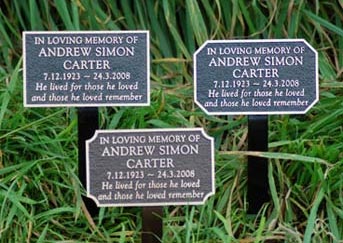 IN LOVING MEMORY OF
ANDREW SIMON
CARTER
7.12.1923 ~ 24.3.2008
He lived for those he loved
and those he loved remember
IN LOVING MEMORY OF
ANDREW SIMON
CARTER
7.12.1923 ~ 24.3.2008
He lived for those he loved
and those he loved remember
IN LOVING MEMORY OF
ANDREW SIMON
CARTER
7.12.1923 ~ 24.3.2008
He lived for those he loved
and those he loved remember